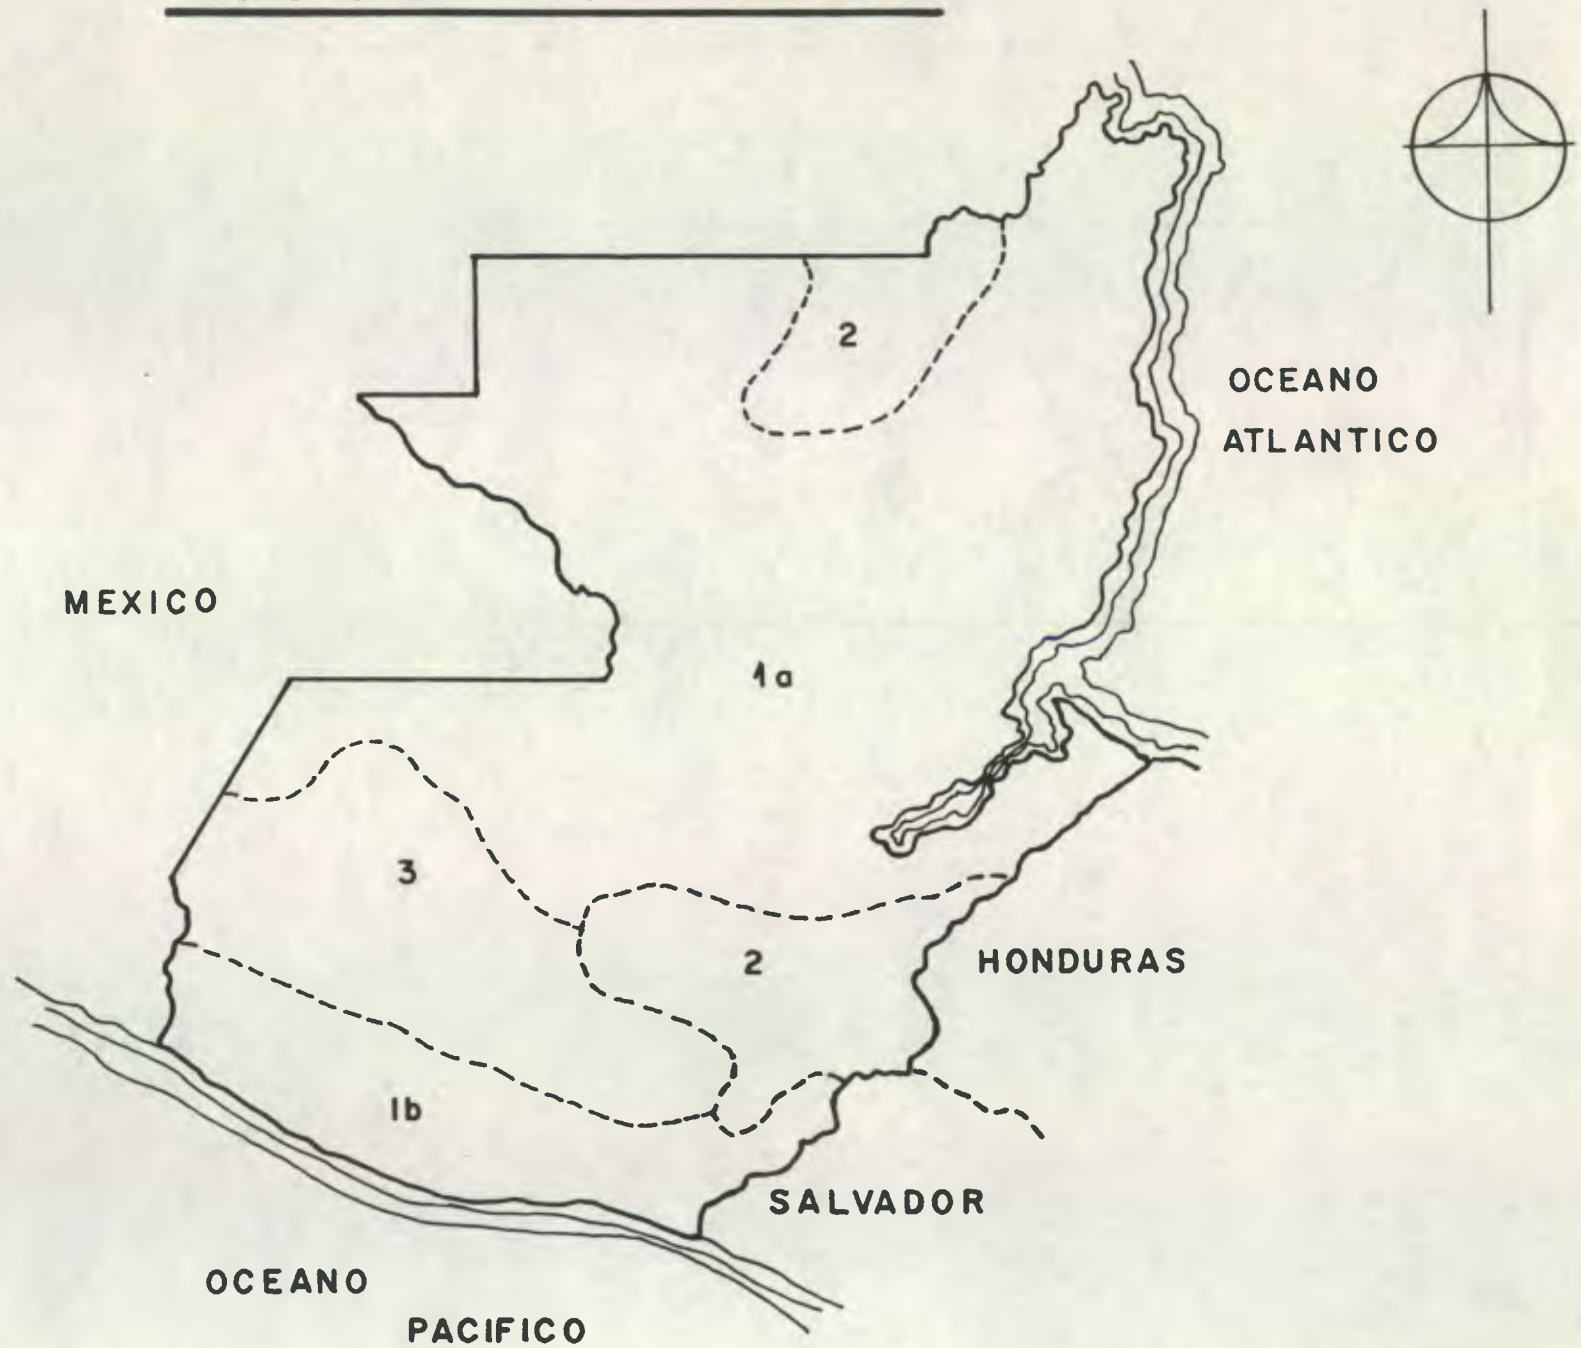 2
OCEANO
ATLANTICO
MEXICO
1a
3
2
HONDURAS
1b
SALVADOR
OCEANO
PACIFICO